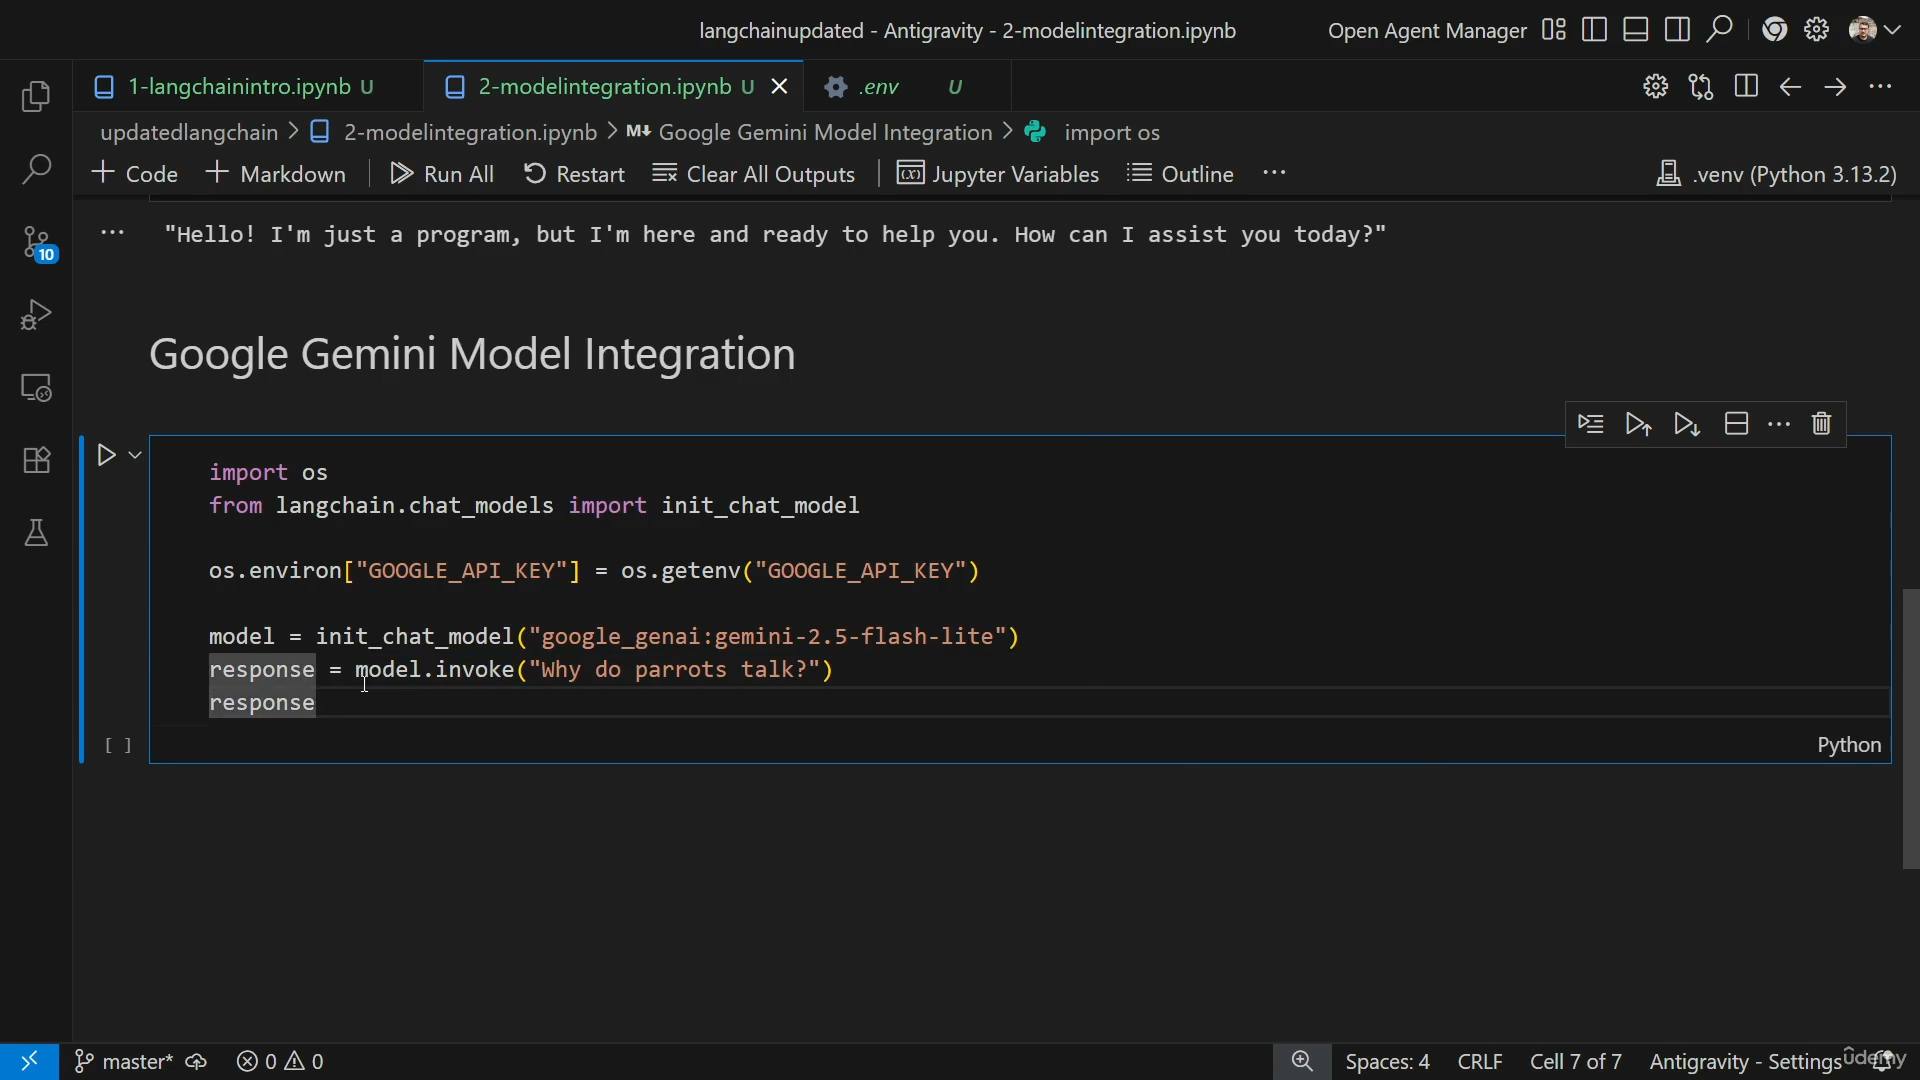 langchainupdated - Antigravity - 2-modelintegration.ipynb
Open Agent Manager
1-langchainintro.ipynb U
2-modelintegration.ipynb U
.env U
updatedlangchain > 2-modelintegration.ipynb > M↓ Google Gemini Model Integration > import os
Code
Markdown
Run All
Restart
Clear All Outputs
Jupyter Variables
Outline
...
.venv (Python 3.13.2)
10
... "Hello! I'm just a program, but I'm here and ready to help you. How can I assist you today?"
Google Gemini Model Integration
import os
from langchain.chat_models import init_chat_model
os.environ["GOOGLE_API_KEY"] = os.getenv("GOOGLE_API_KEY")
model = init_chat_model("google_genai:gemini-2.5-flash-lite")
response = model.invoke("Why do parrots talk?")
response
[ ]
Python
master*
0
0
Spaces: 4
CRLF
Cell 7 of 7
Antigravity - Settings
ûdemy